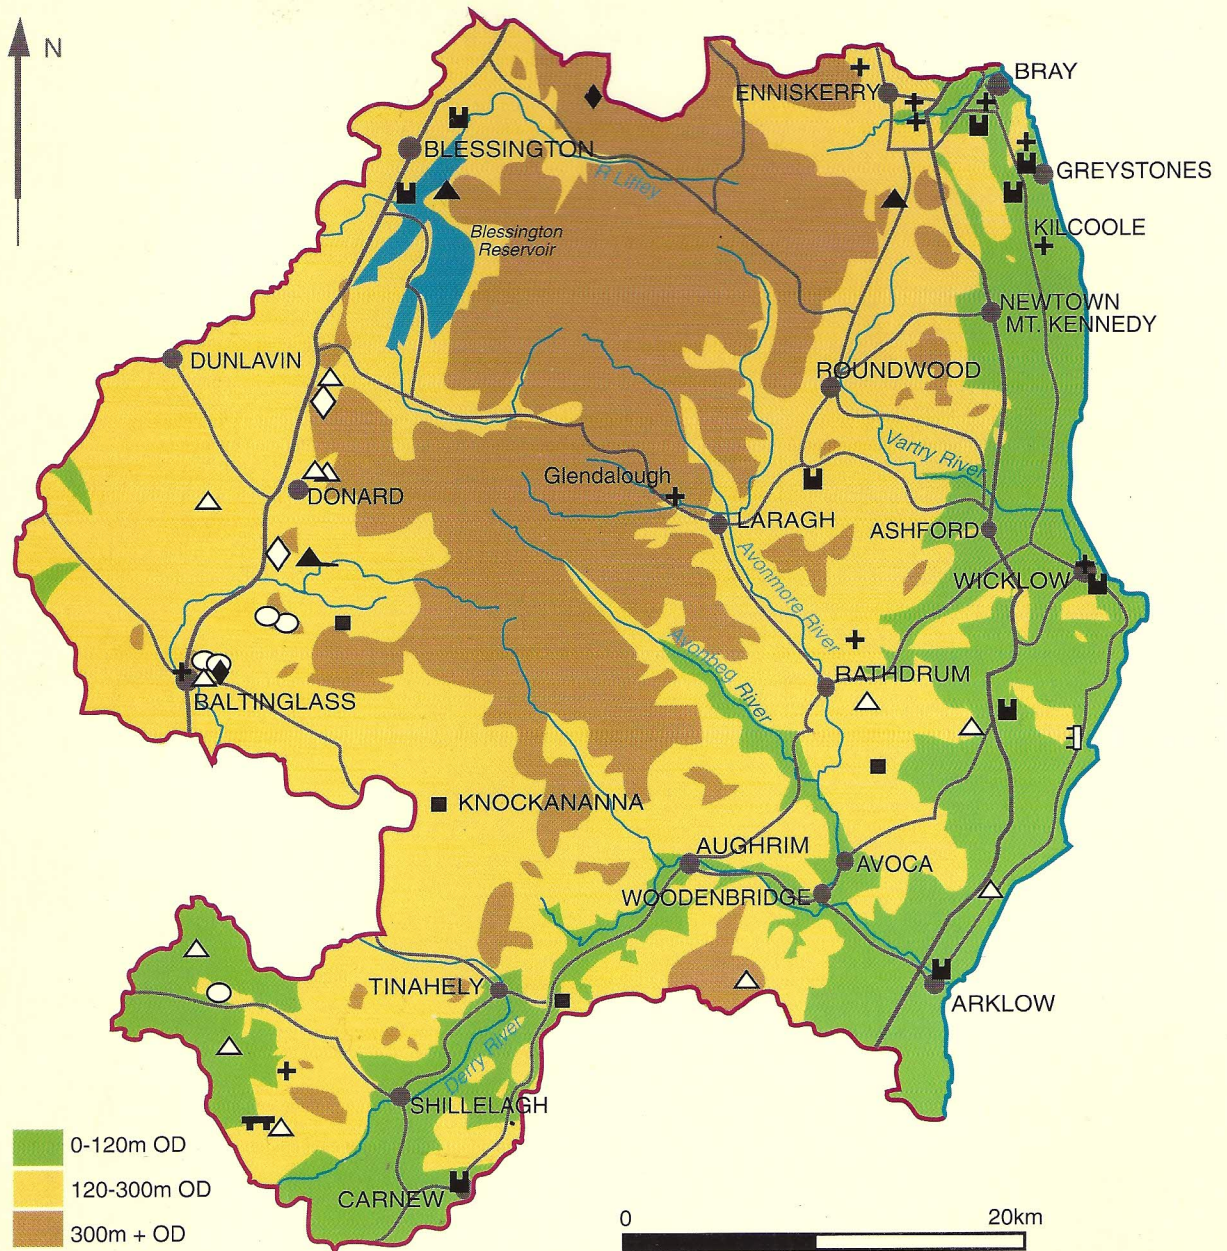 N
BRAY
ENNISKERRY
BLESSINGTON
R Liffey
GREYSTONES
KILCOOLE
Blessington
Reservoir
NEWTOWN
MT. KENNEDY
DUNLAVIN
ROUNDWOOD
Vartry River
Glendalough
DONARD
LARAGH
ASHFORD
Avonmore River
WICKLOW
Avonbeg River
RATHDRUM
BALTINGLASS
KNOCKANANNA
AUGHRIM
AVOCA
WOODENBRIDGE
TINAHELY
ARKLOW
Derry River
SHILLELAGH
0-120m OD
120-300m OD
CARNEW
300m + OD
0
20km